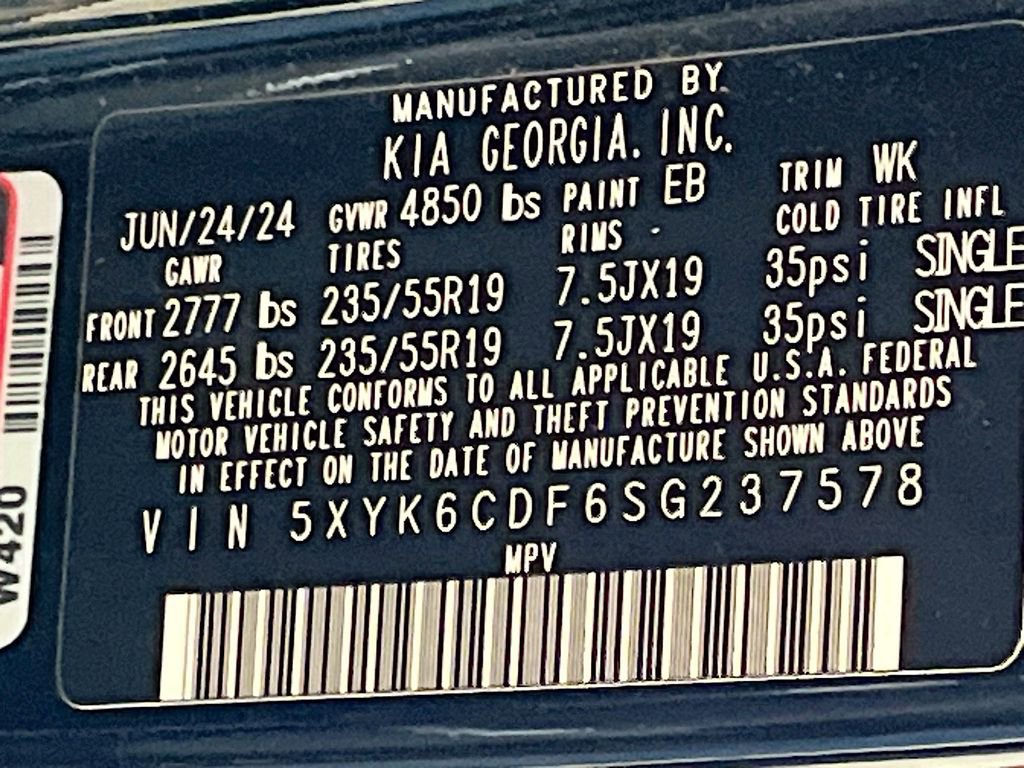 MANUFACTURED BY
KIA GEORGIA. INC.
JUN/24/24 GVWR 4850 lbs PAINT EB TRIM WK
GAWR TIRES RIMS COLD TIRE INFL
FRONT 2777 lbs 235/55R19 7.5JX19 35psi SINGLE
REAR 2645 lbs 235/55R19 7.5JX19 35psi SINGLE
THIS VEHICLE CONFORMS TO ALL APPLICABLE U.S.A. FEDERAL
MOTOR VEHICLE SAFETY AND THEFT PREVENTION STANDARDS
IN EFFECT ON THE DATE OF MANUFACTURE SHOWN ABOVE
VIN 5XYK6CDF6SG237578
MPV
W420